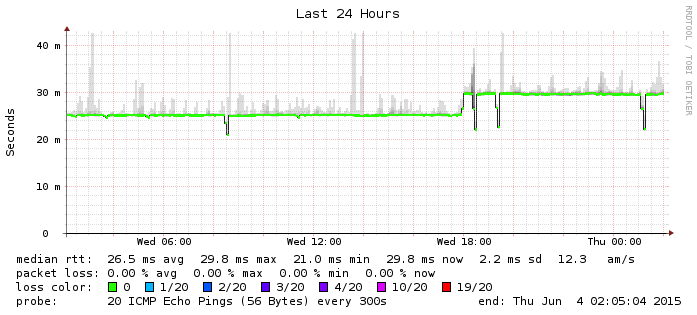 Last 24 Hours
RRDTOOL / TOBI OETIKER
Seconds
40 m
30 m
20 m
10 m
0
Wed 06:00 Wed 12:00 Wed 18:00 Thu 00:00
median rtt: 26.5 ms avg 29.8 ms max 21.0 ms min 29.8 ms now 2.2 ms sd 12.3 am/s
packet loss: 0.00 % avg 0.00 % max 0.00 % min 0.00 % now
loss color: 0 1/20 2/20 3/20 4/20 10/20 19/20
probe: 20 ICMP Echo Pings (56 Bytes) every 300s end: Thu Jun 4 02:05:04 2015